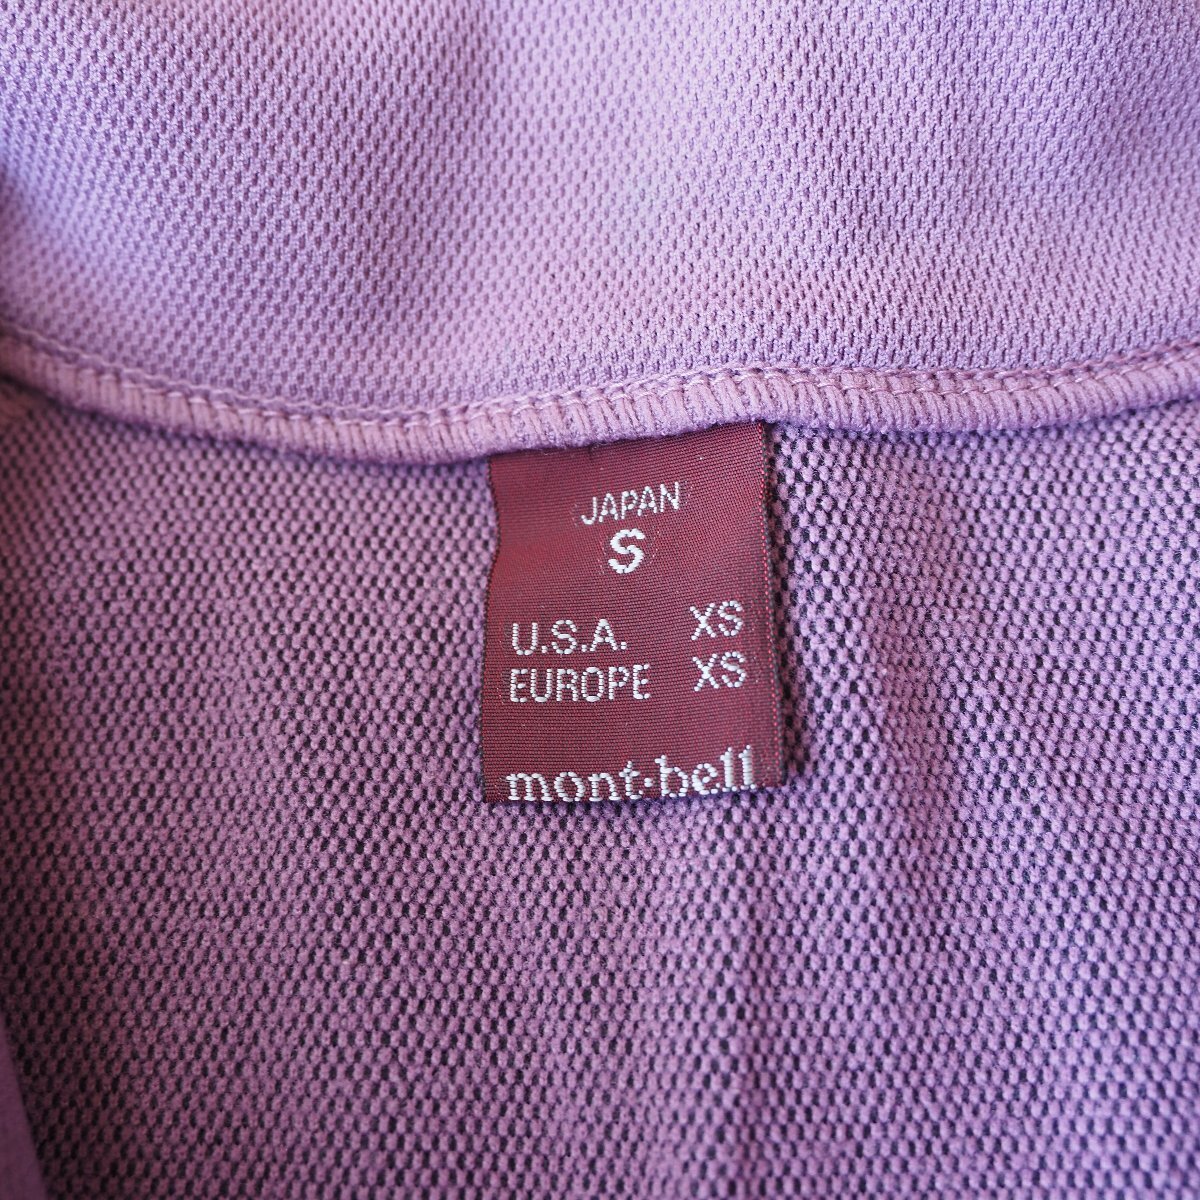 JAPAN
S
U.S.A. XS
EUROPE XS
mont·bell